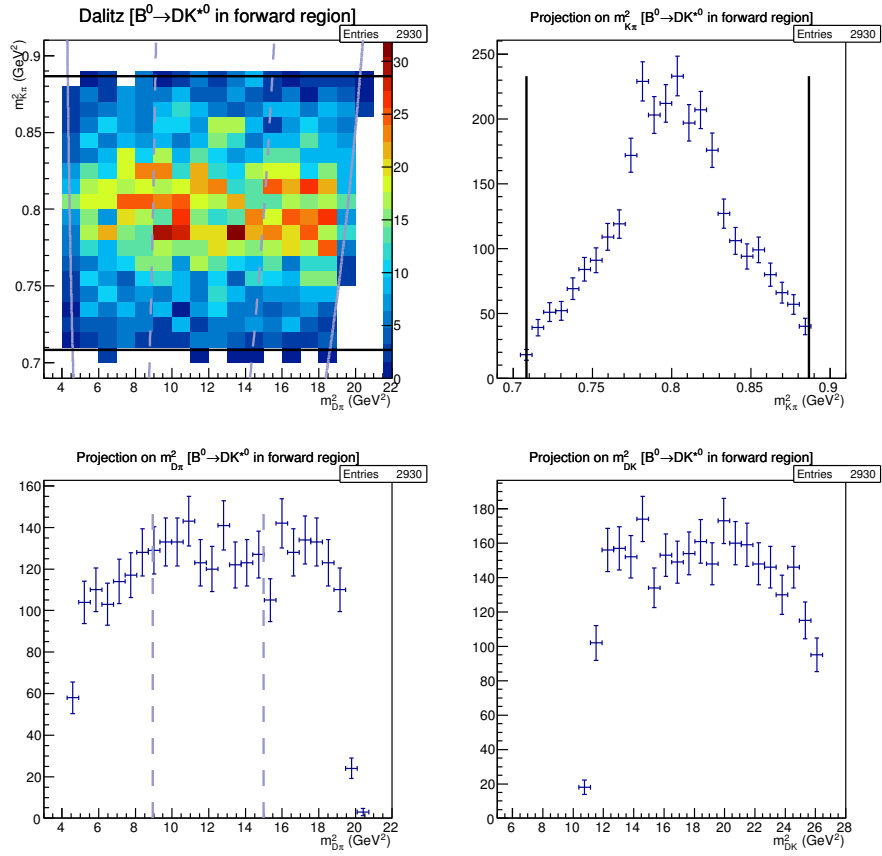 Dalitz [B⁰→DK*⁰ in forward region]
Entries 2930
m²Kπ (GeV²)
0.9
0.85
0.8
0.75
0.7
30
25
20
15
10
5
0
4 6 8 10 12 14 16 18 20 22
m²Dπ (GeV²)
Projection on m²Kπ [B⁰→DK*⁰ in forward region]
Entries 2930
250
200
150
100
50
0
0.7 0.75 0.8 0.85 0.9
m²Kπ (GeV²)
Projection on m²Dπ [B⁰→DK*⁰ in forward region]
Entries 2930
160
140
120
100
80
60
40
20
0
4 6 8 10 12 14 16 18 20 22
m²Dπ (GeV²)
Projection on m²DK [B⁰→DK*⁰ in forward region]
Entries 2930
180
160
140
120
100
80
60
40
20
0
6 8 10 12 14 16 18 20 22 24 26 28
m²DK (GeV²)